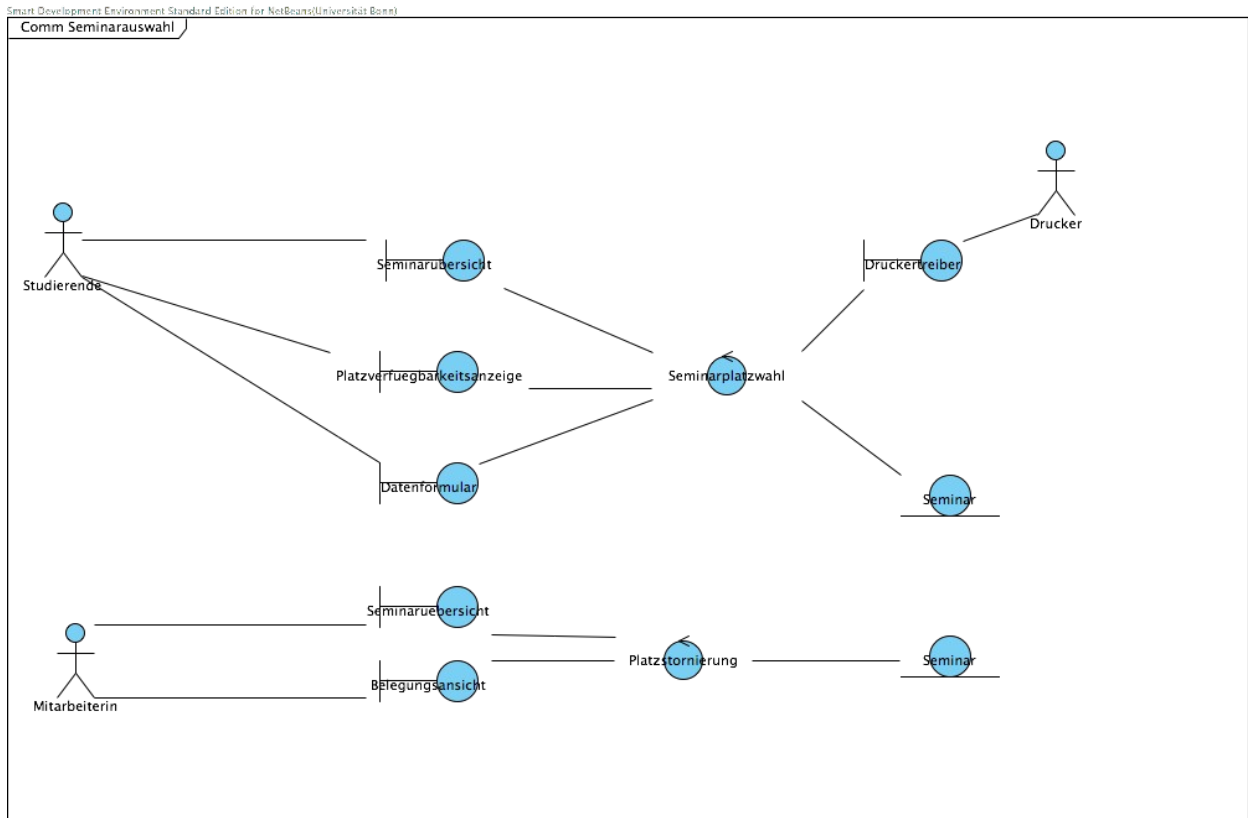 Smart Development Environment Standard Edition for NetBeans(Universität Bonn)
Comm Seminarauswahl
Drucker
Studierende
Seminarübersicht
Druckertreiber
Platzverfuegbarkeitsanzeige
Seminarplatzwahl
Datenformular
Seminar
Seminaruebersicht
Platzstornierung
Seminar
Belegungsansicht
Mitarbeiterin